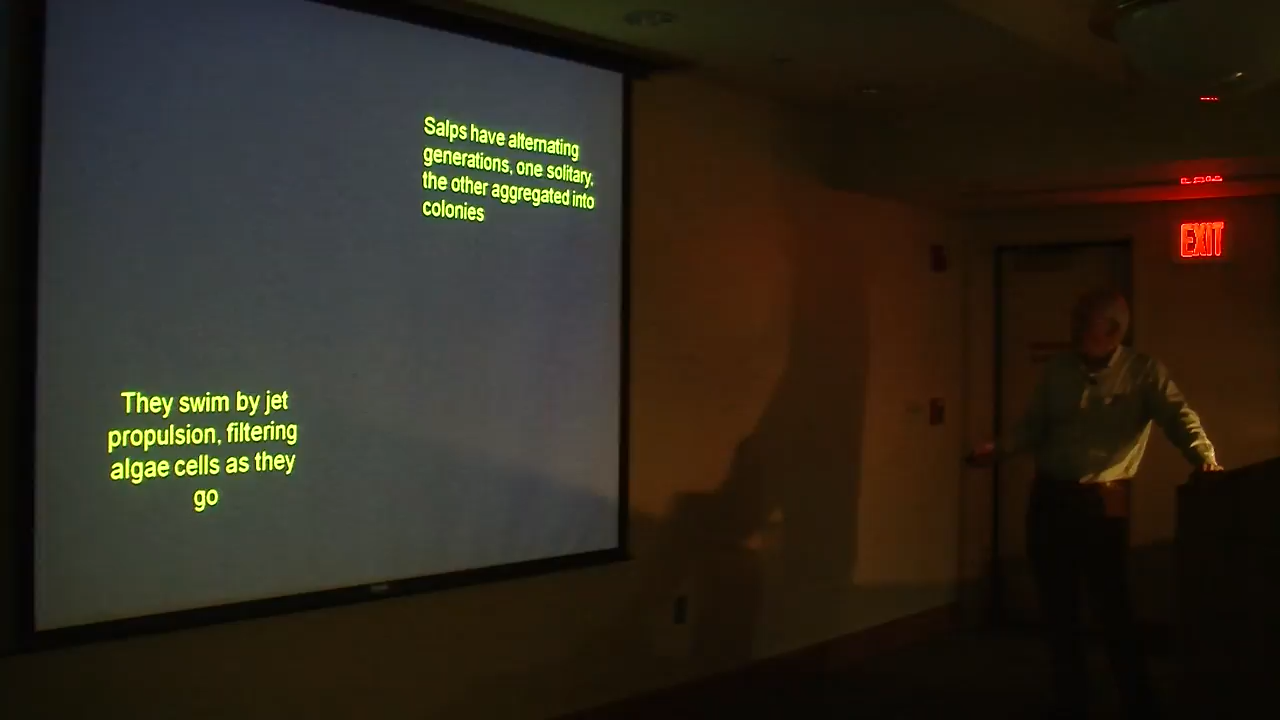 Salps have alternating
generations, one solitary,
the other aggregated into
colonies
They swim by jet
propulsion, filtering
algae cells as they
go
EXIT